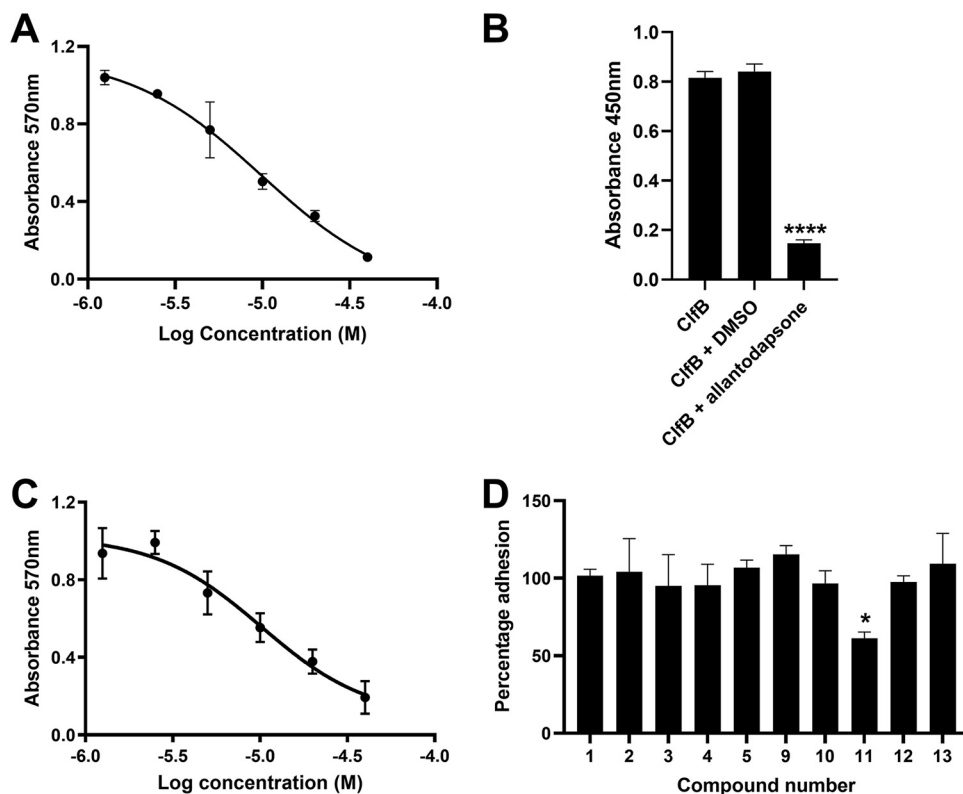 A
Absorbance 570nm
1.2
0.8
0.4
0.0
-6.0 -5.5 -5.0 -4.5 -4.0
Log Concentration (M)
B
Absorbance 450nm
1.0
0.8
0.6
0.4
0.2
0.0
****
ClfB
ClfB + DMSO
ClfB + allantodapsone
C
Absorbance 570nm
1.2
0.8
0.4
0.0
-6.0 -5.5 -5.0 -4.5 -4.0
Log concentration (M)
D
Percentage adhesion
150
100
50
0
*
1 2 3 4 5 9 10 11 12 13
Compound number